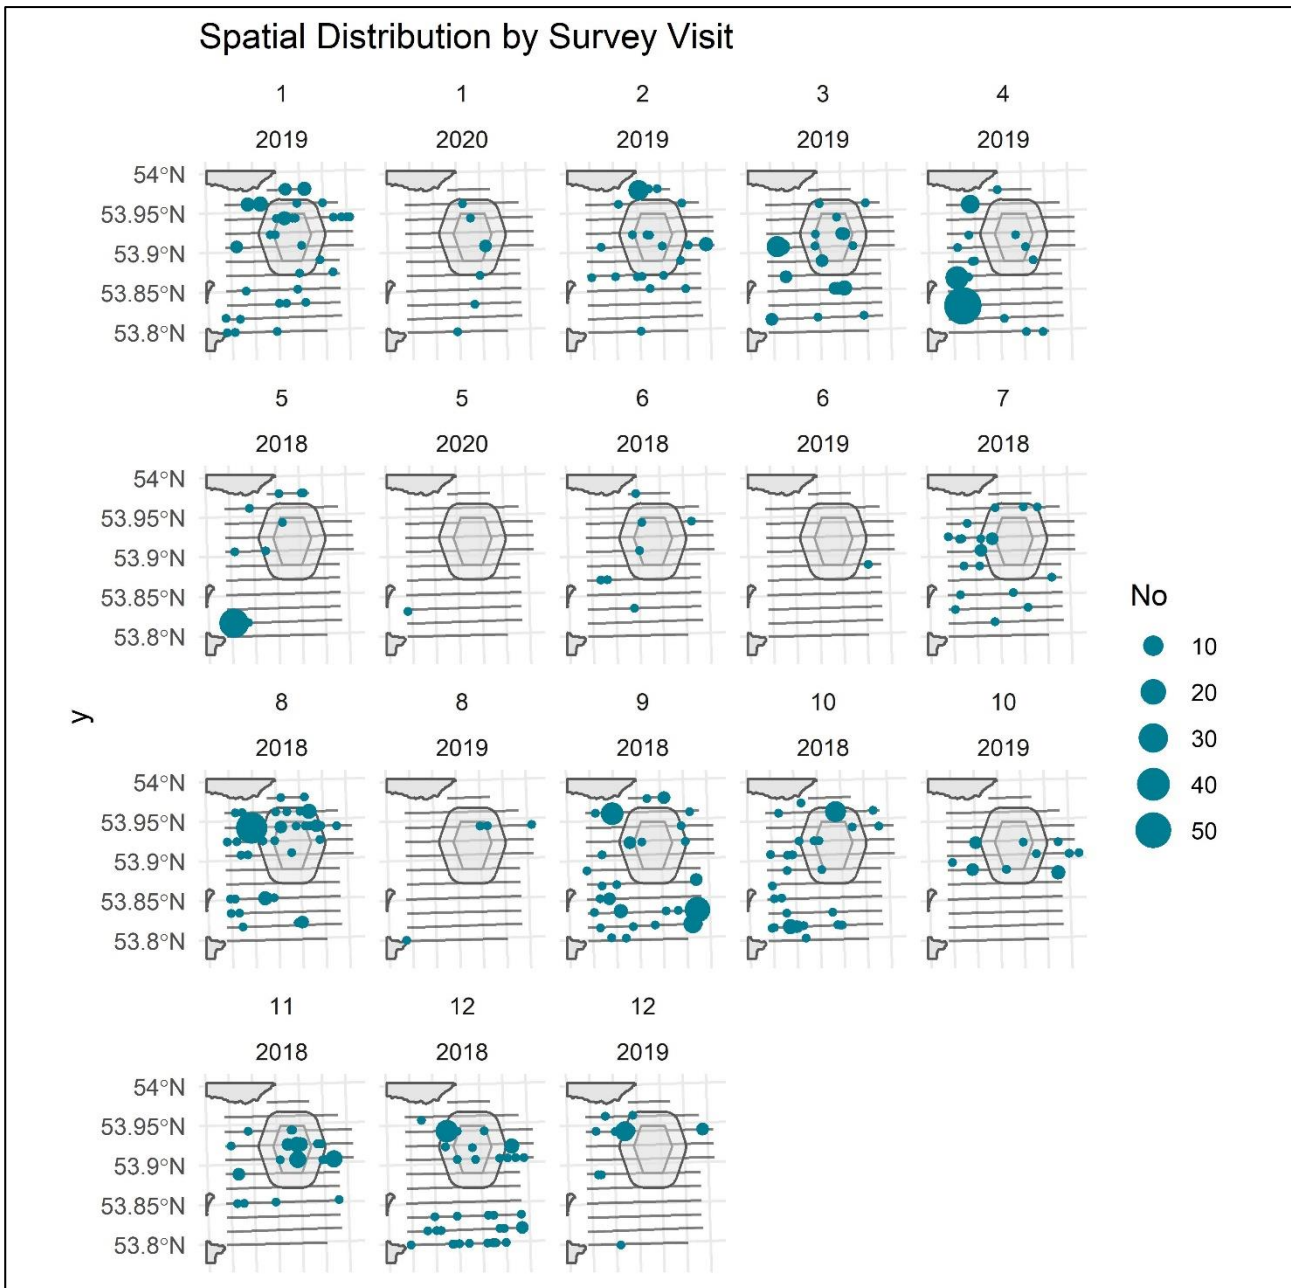 Spatial Distribution by Survey Visit
1 1 2 3 4
2019 2020 2019 2019 2019
54°N
53.95°N
53.9°N
53.85°N
53.8°N
5 5 6 6 7
2018 2020 2018 2019 2018
54°N
53.95°N
53.9°N
53.85°N
53.8°N
8 8 9 10 10
2018 2019 2018 2018 2019
54°N
53.95°N
53.9°N
53.85°N
53.8°N
11 12 12
2018 2018 2019
54°N
53.95°N
53.9°N
53.85°N
53.8°N
y
No
10
20
30
40
50